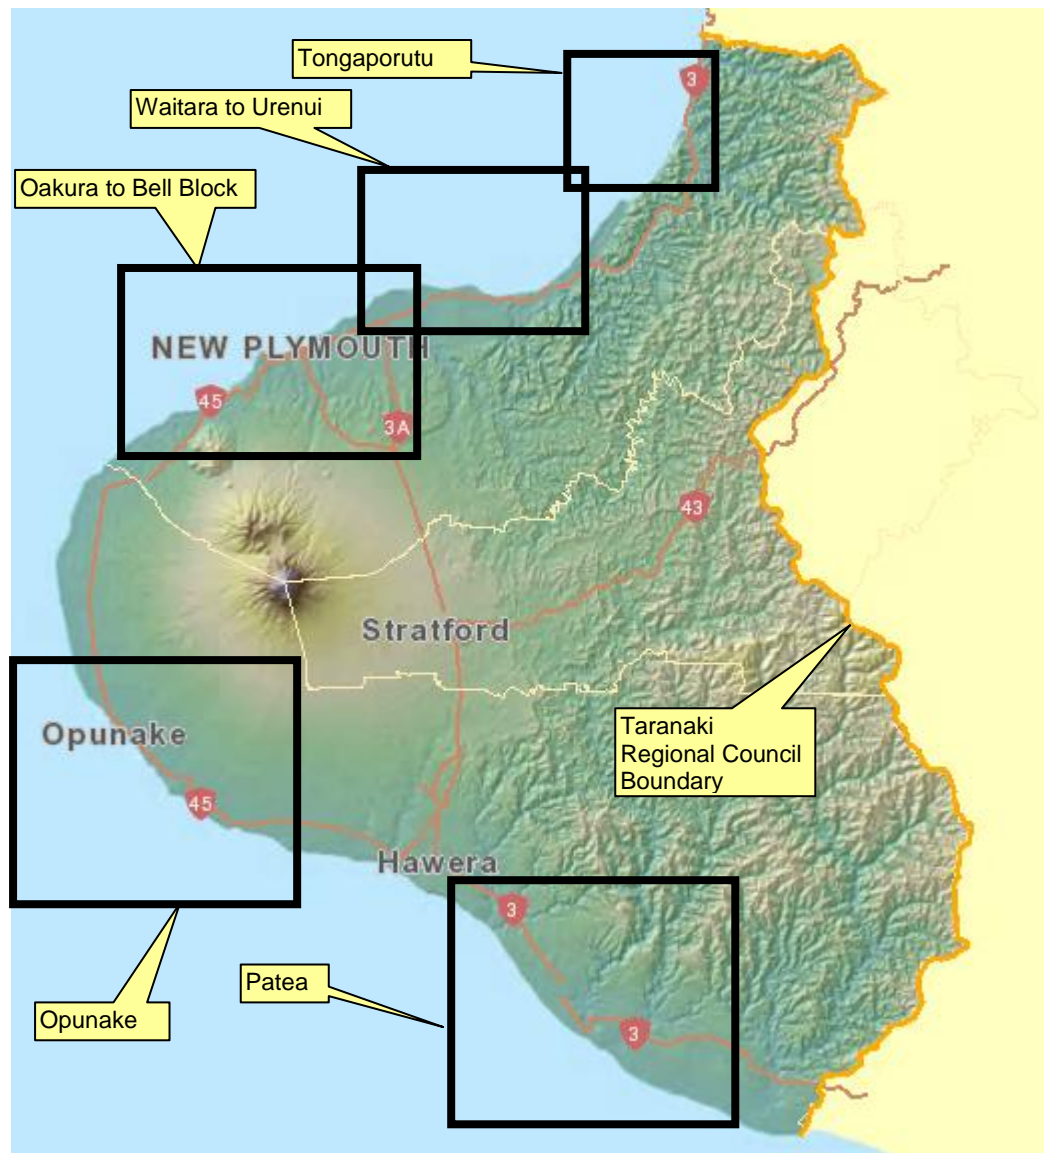 Tongaporutu
3
Waitara to Urenui
Oakura to Bell Block
NEW PLYMOUTH
45
3A
43
Stratford
Opunake
Taranaki
Regional Council
Boundary
45
Hawera
3
Patea
Opunake
3